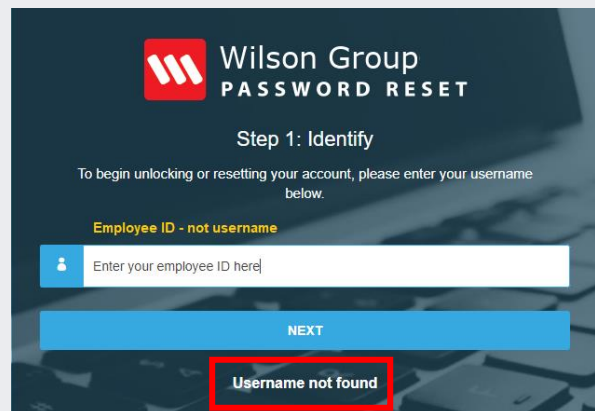 Wilson Group
PASSWORD RESET
Step 1: Identify
To begin unlocking or resetting your account, please enter your username
below.
Employee ID - not username
Enter your employee ID here
NEXT
Username not found